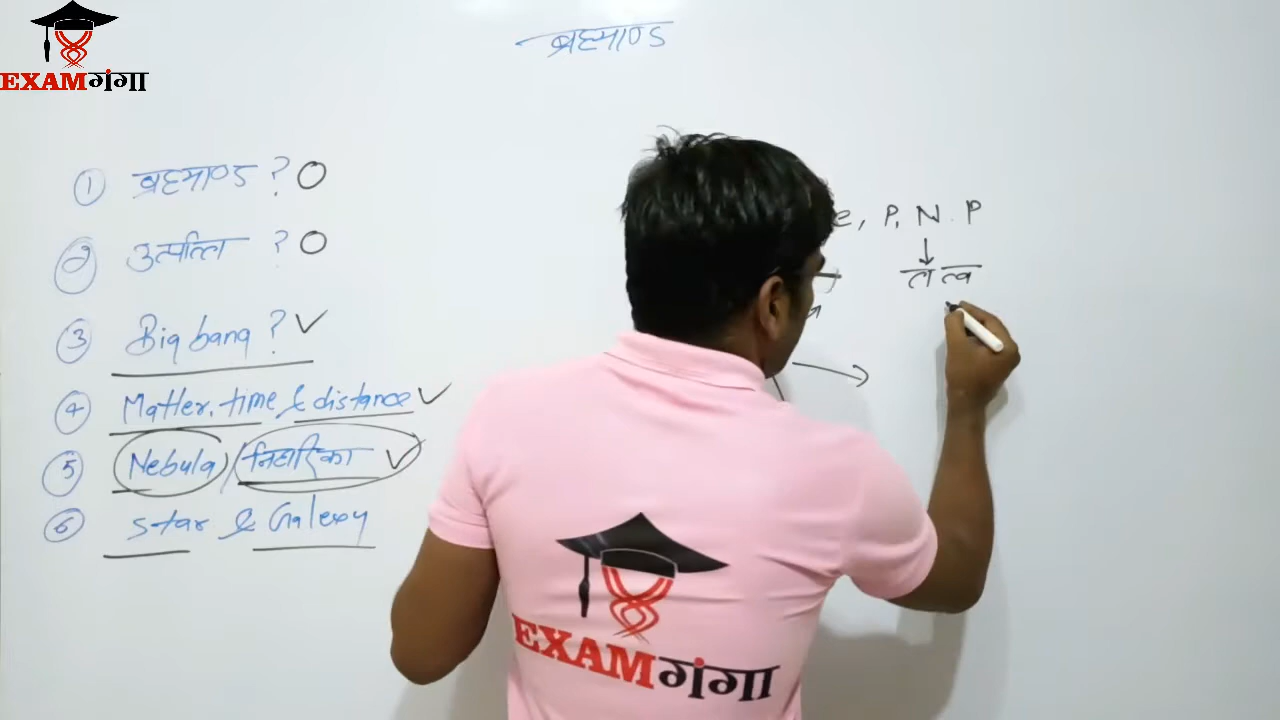 EXAMगंगा
ब्रह्माण्ड
① ब्रह्माण्ड ?
② उत्पत्ति ?
③ Big bang ?
④ Matter, time & distance
⑤ Nebula / निहारिका
⑥ Star & Galexy
e, P, N. P
तत्व
EXAMगंगा